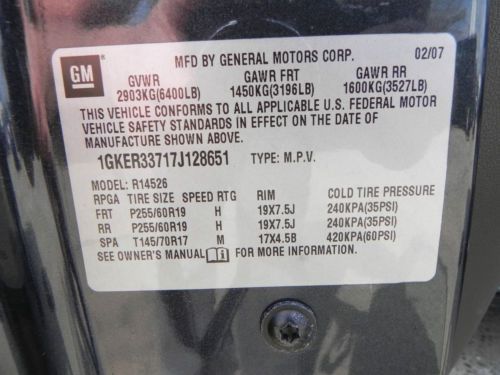 GM
MFD BY GENERAL MOTORS CORP. 02/07
GVWR GAWR FRT GAWR RR
2903KG(6400LB) 1450KG(3196LB) 1600KG(3527LB)
THIS VEHICLE CONFORMS TO ALL APPLICABLE U.S. FEDERAL MOTOR
VEHICLE SAFETY STANDARDS IN EFFECT ON THE DATE OF
MANUFACTURE SHOWN ABOVE.
1GKER33717J128651 TYPE: M.P.V.
MODEL: R14526
RPGA TIRE SIZE SPEED RTG RIM COLD TIRE PRESSURE
FRT P255/60R19 H 19X7.5J 240KPA(35PSI)
RR P255/60R19 H 19X7.5J 240KPA(35PSI)
SPA T145/70R17 M 17X4.5B 420KPA(60PSI)
SEE OWNER'S MANUAL FOR MORE INFORMATION.